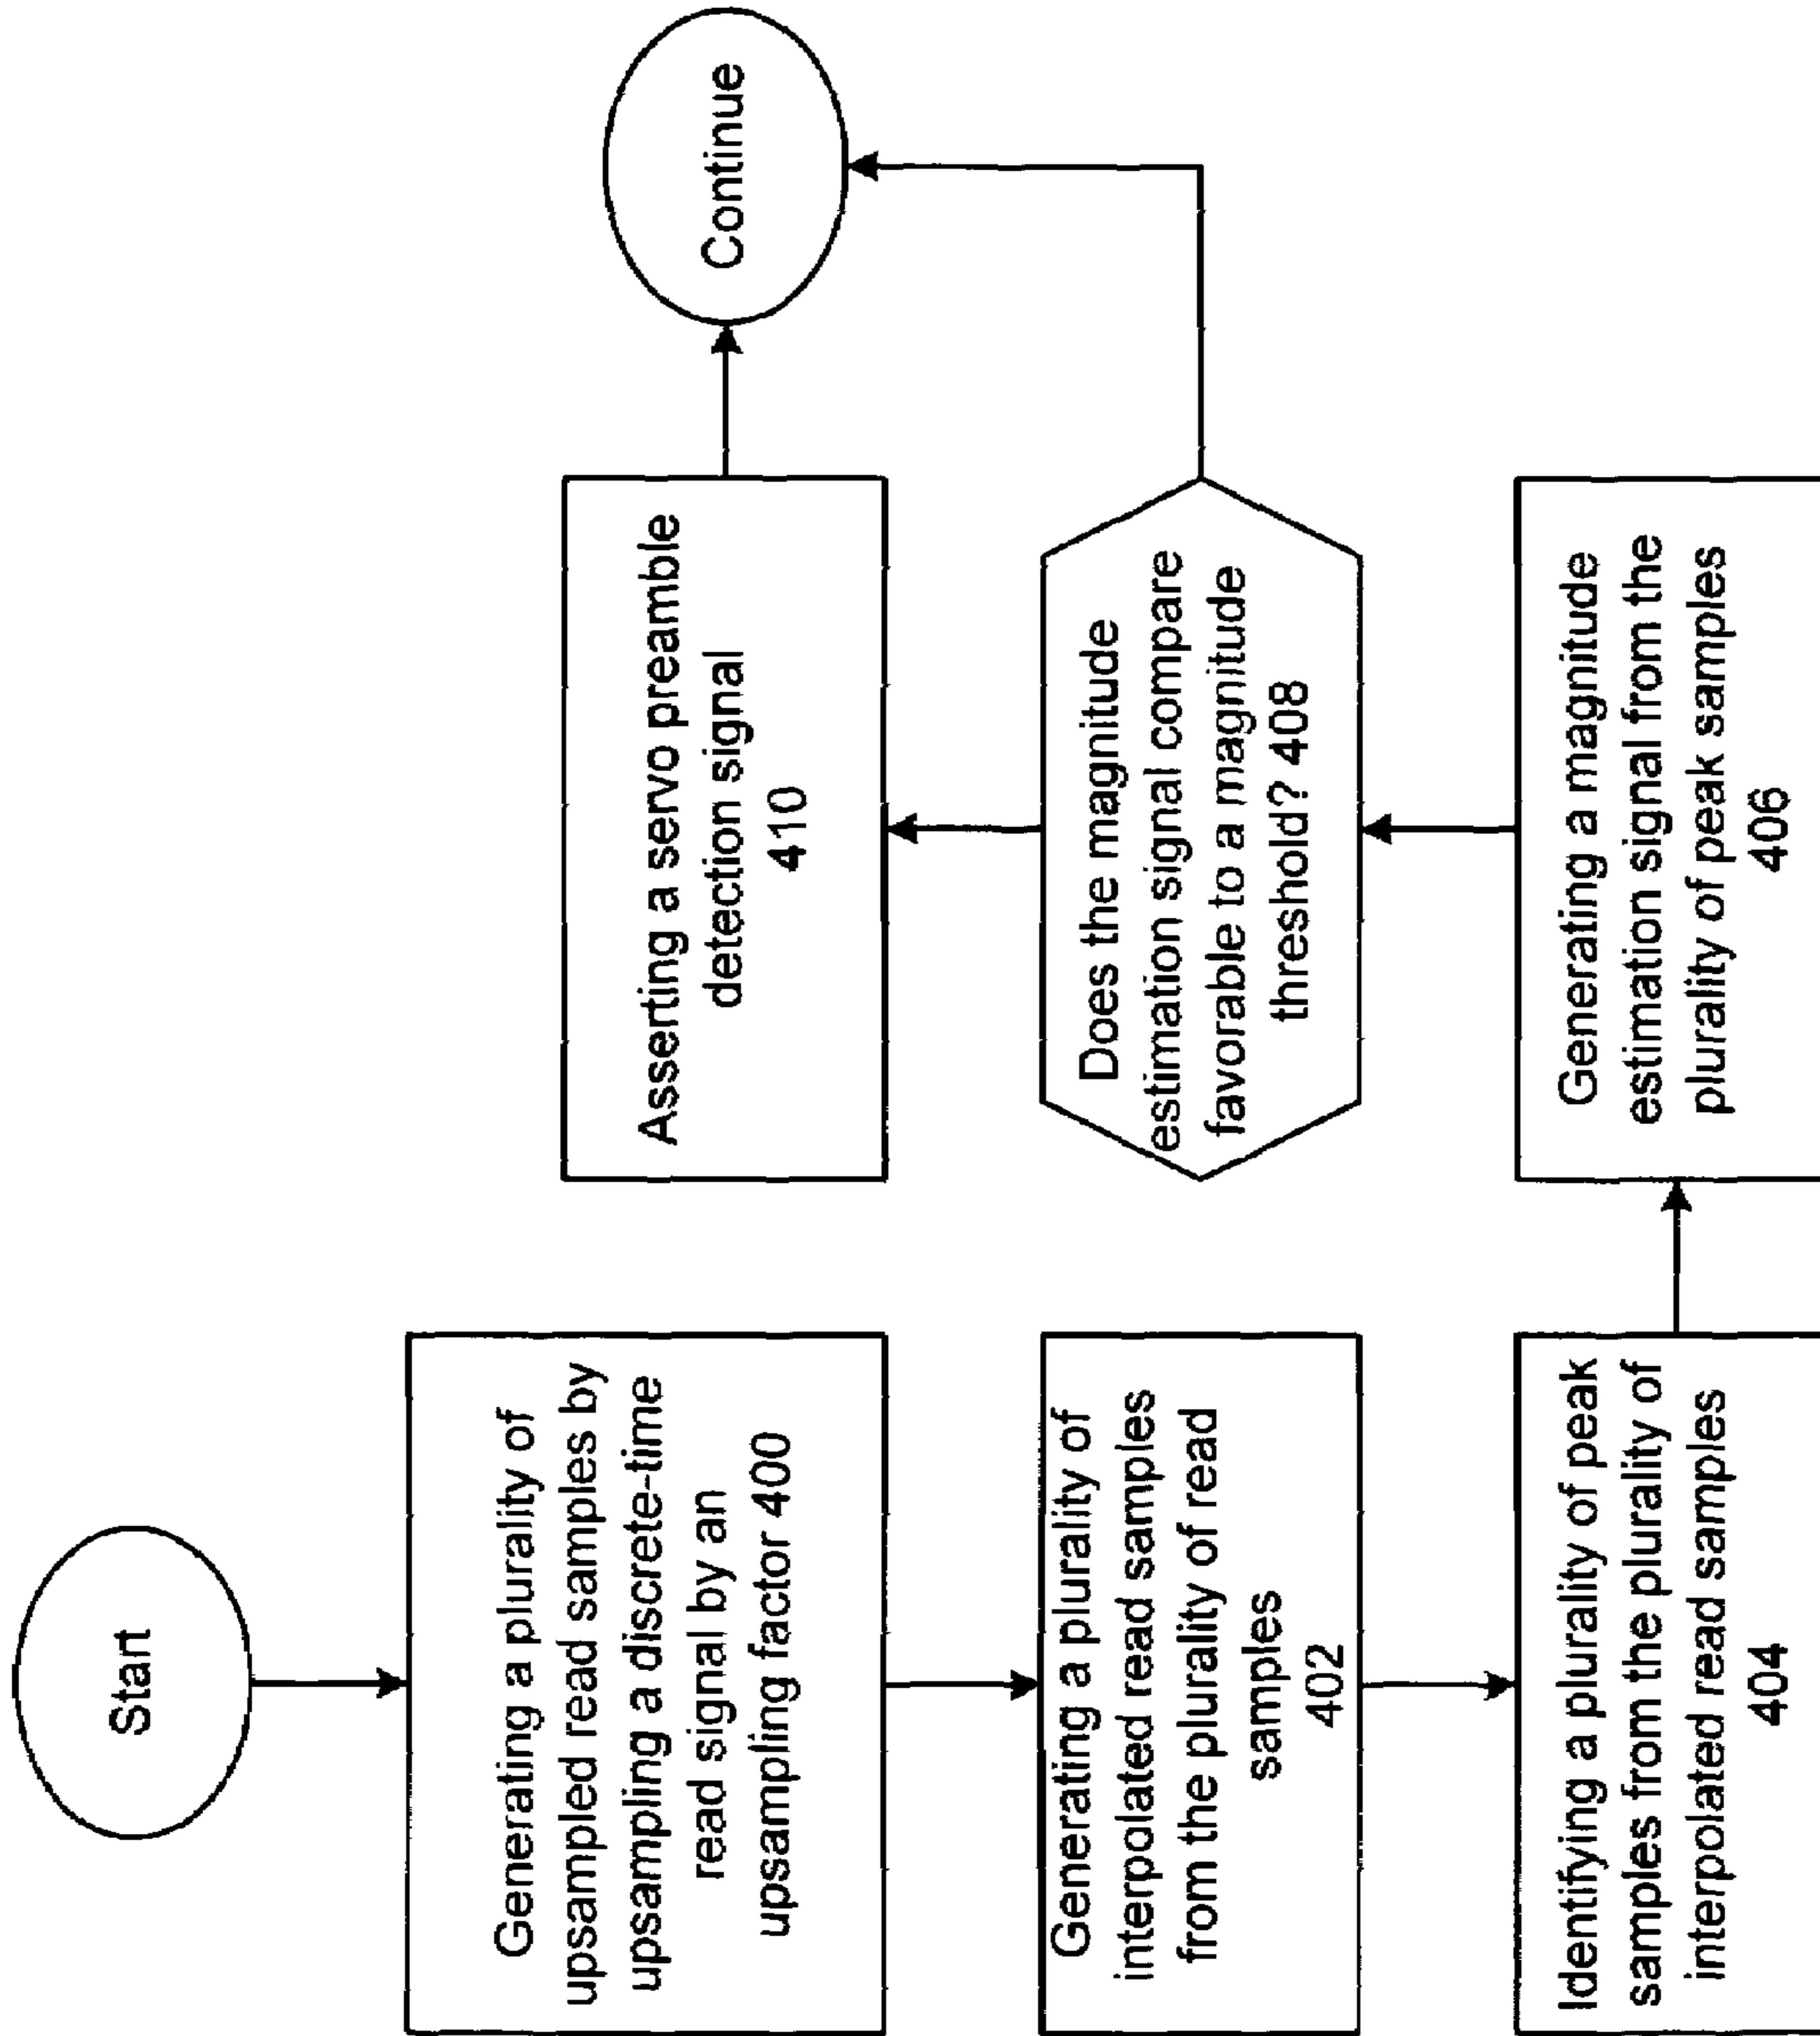 Start
Generating a plurality of
upsampled read samples by
upsampling a discrete-time
read signal by an
upsampling factor 400
Generating a plurality of
interpolated read samples
from the plurality of read
samples
402
Identifying a plurality of peak
samples from the plurality of
interpolated read samples
404
Generating a magnitude
estimation signal from the
plurality of peak samples
406
Does the magnitude
estimation signal compare
favorable to a magnitude
threshold? 408
Asserting a servo preamble
detection signal
410
Continue